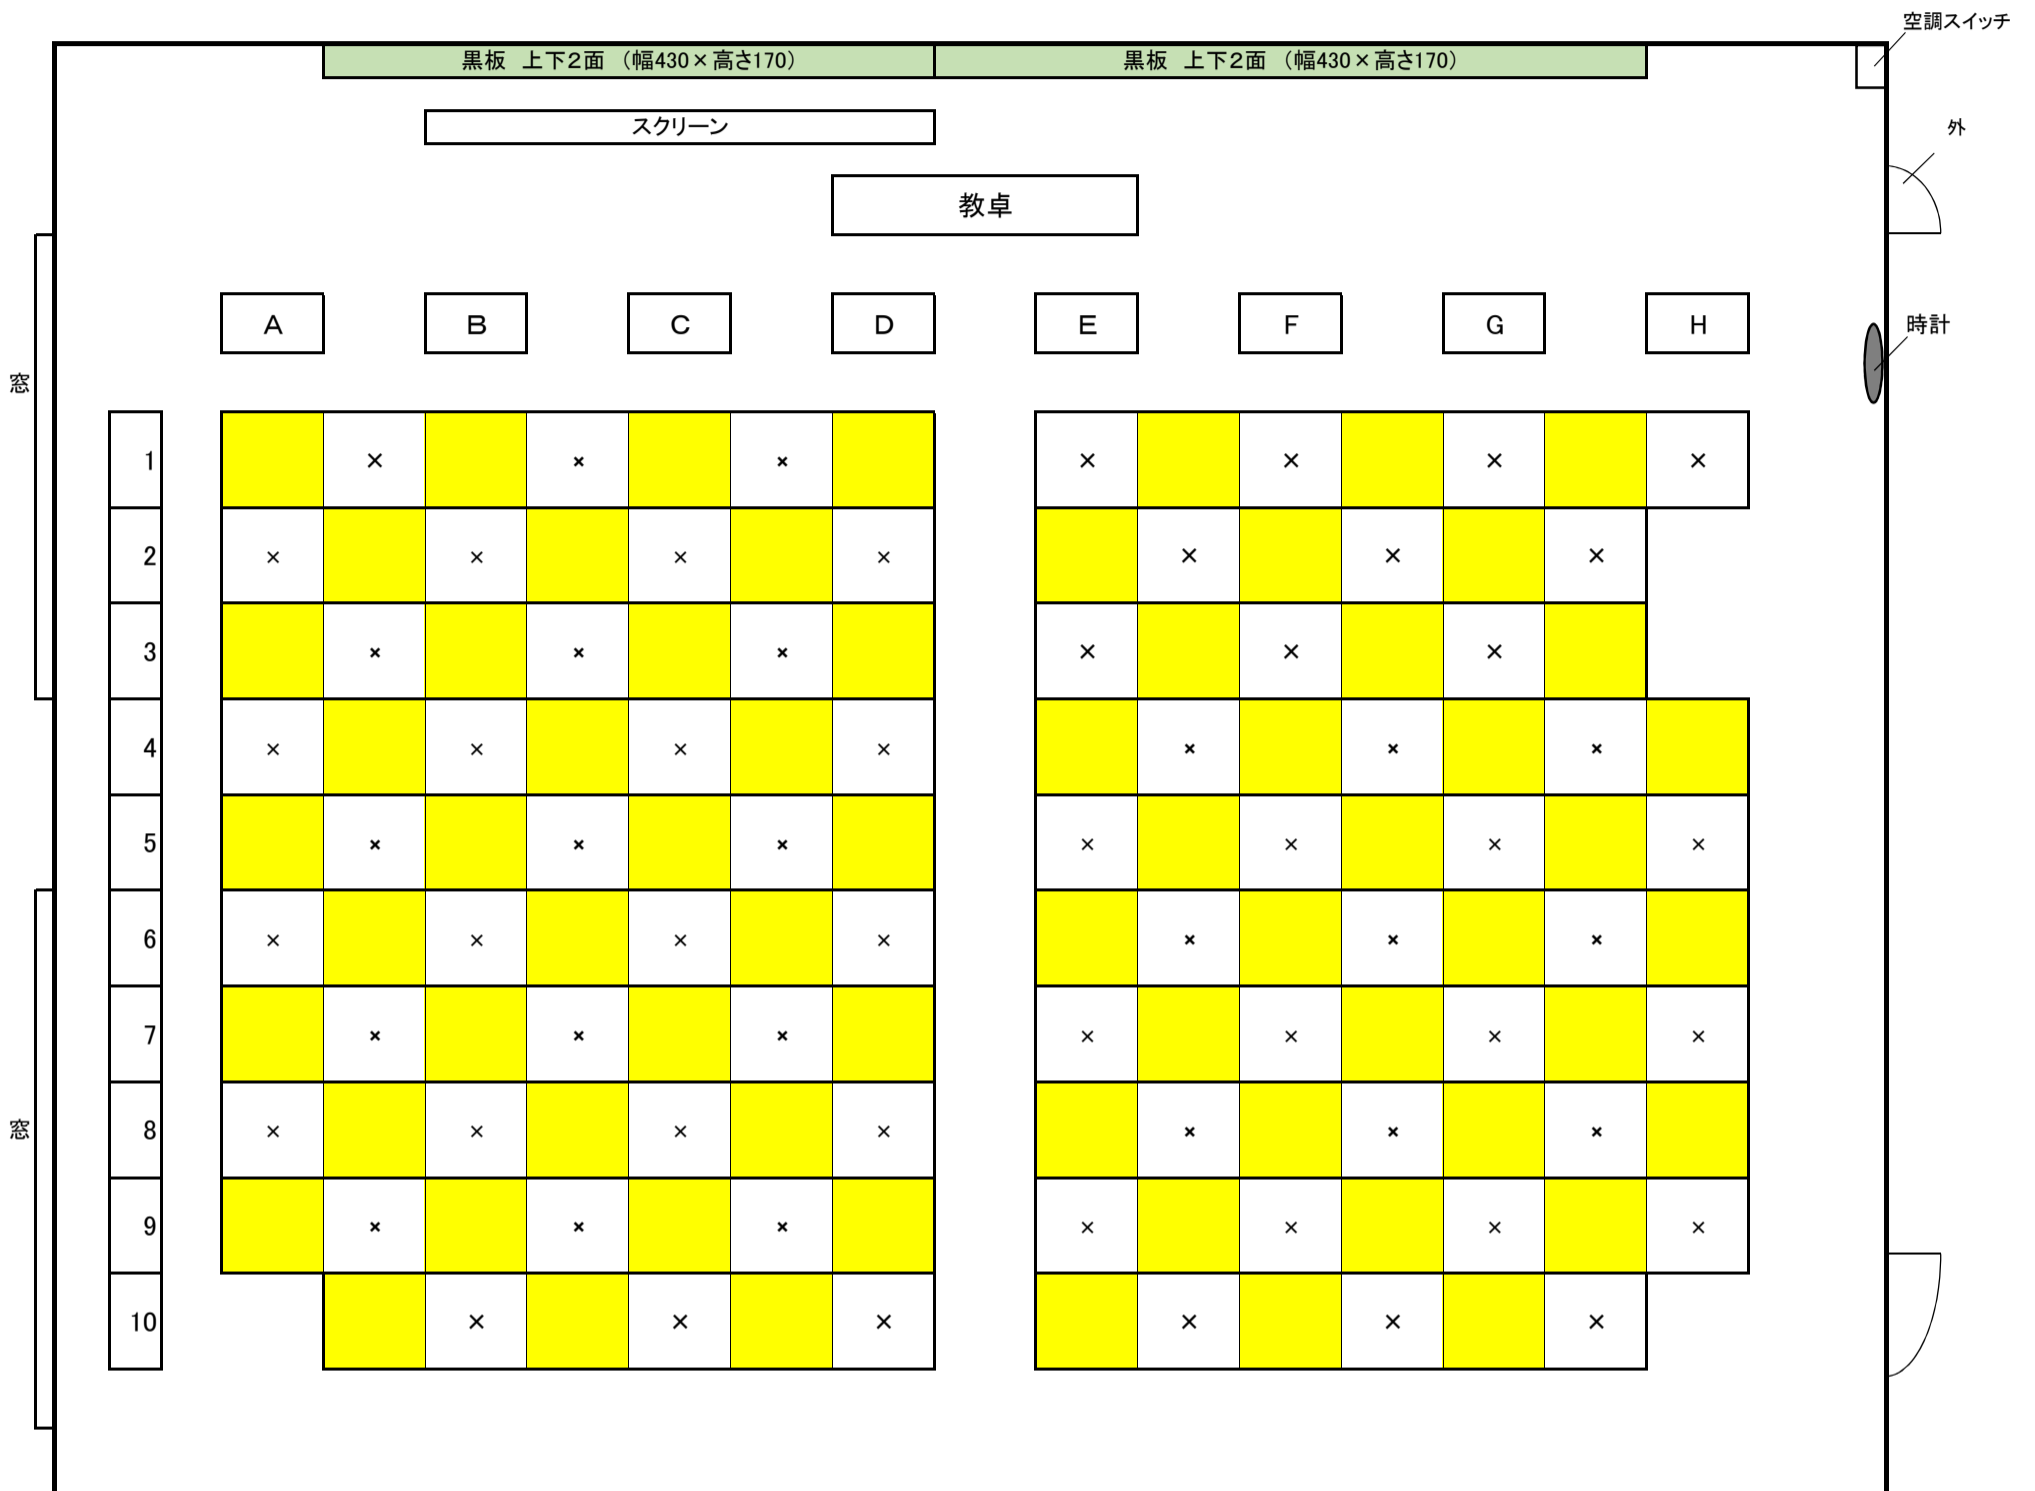 空調スイッチ
黒板 上下２面 （幅430×高さ170） 黒板 上下２面 （幅430×高さ170）
スクリーン
外
教卓
A B C D E F G H
時計
窓
1 × × × × × × ×
2 × × × × × × ×
3 × × × × × ×
4 × × × × × × ×
5 × × × × × × ×
6 × × × × × × ×
7 × × × × × × ×
8 × × × × × × ×
窓
9 × × × × × × ×
10 × × × × × ×